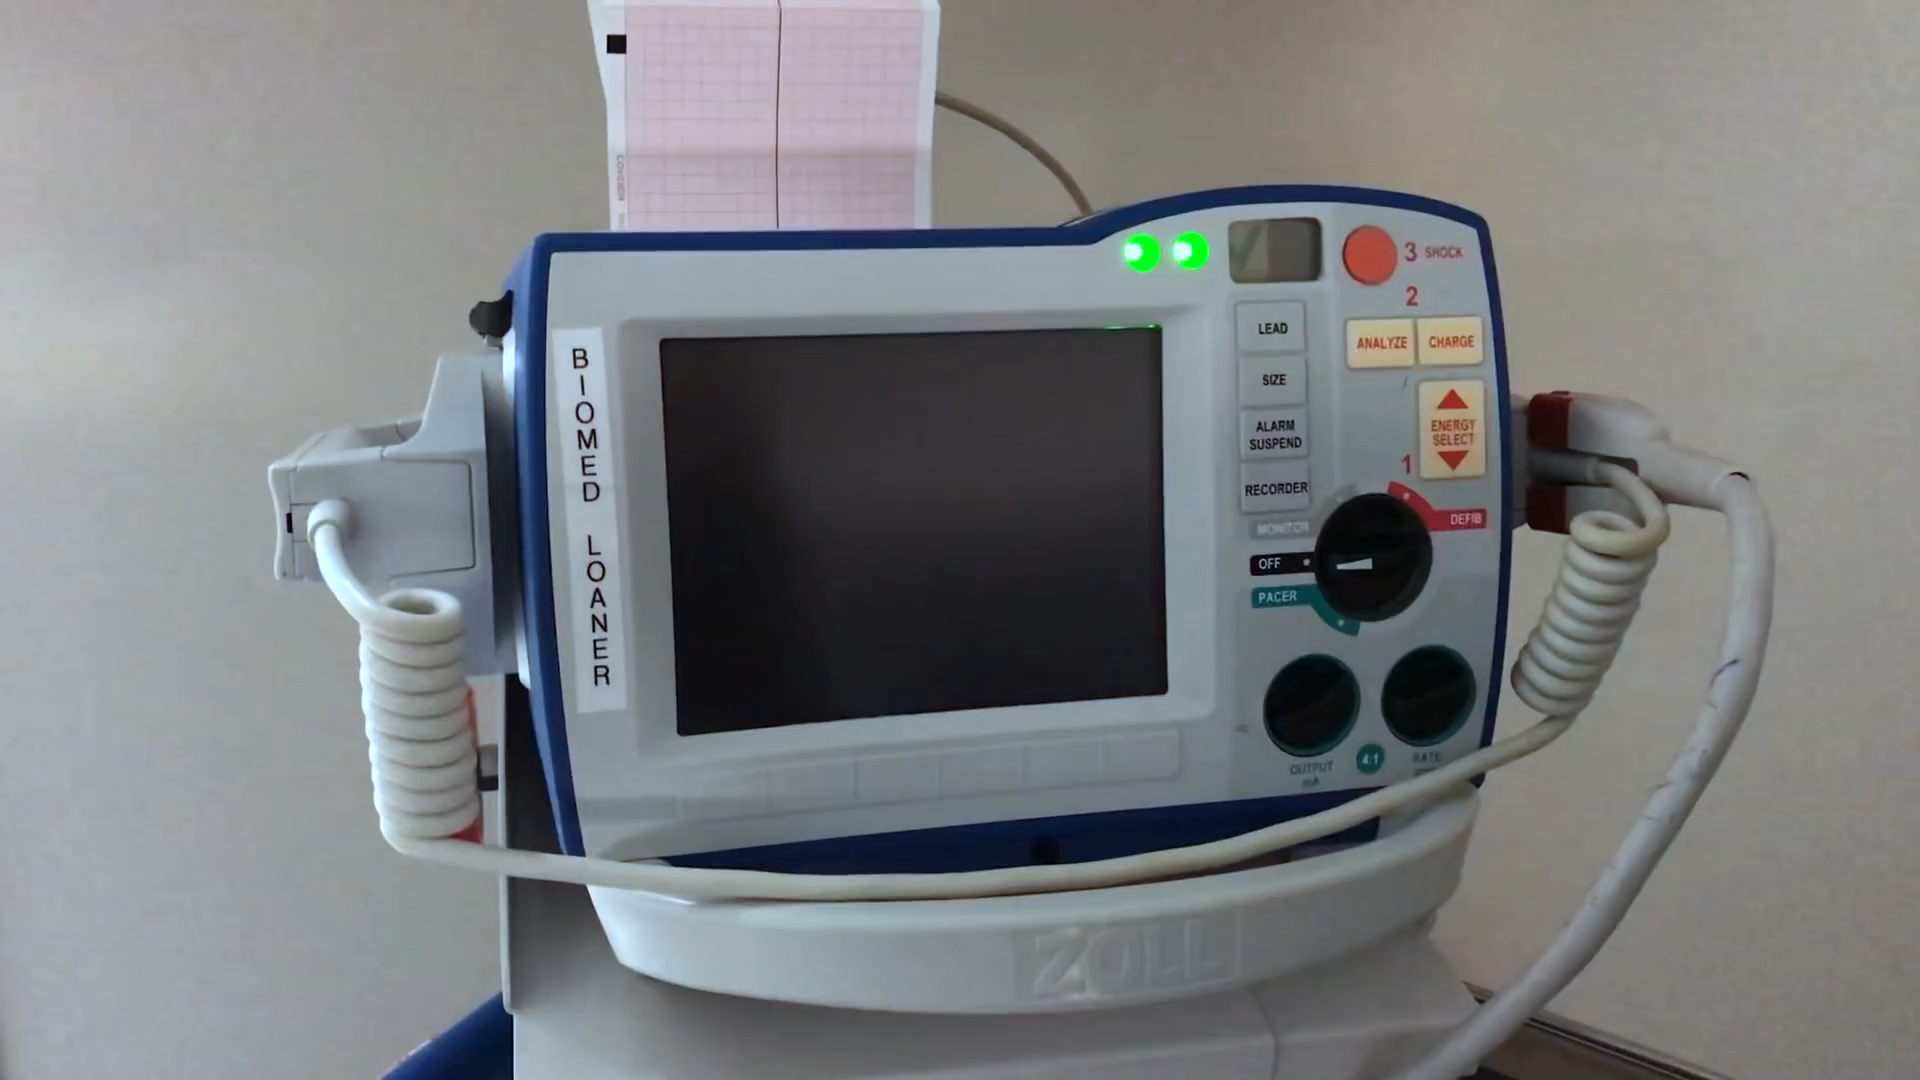 BIOMED LOANER
3 SHOCK
2
LEAD
ANALYZE
CHARGE
SIZE
ALARM
SUSPEND
ENERGY
SELECT
1
RECORDER
MONITOR
DEFIB
OFF
PACER
OUTPUT
mA
4:1
RATE
ZOLL